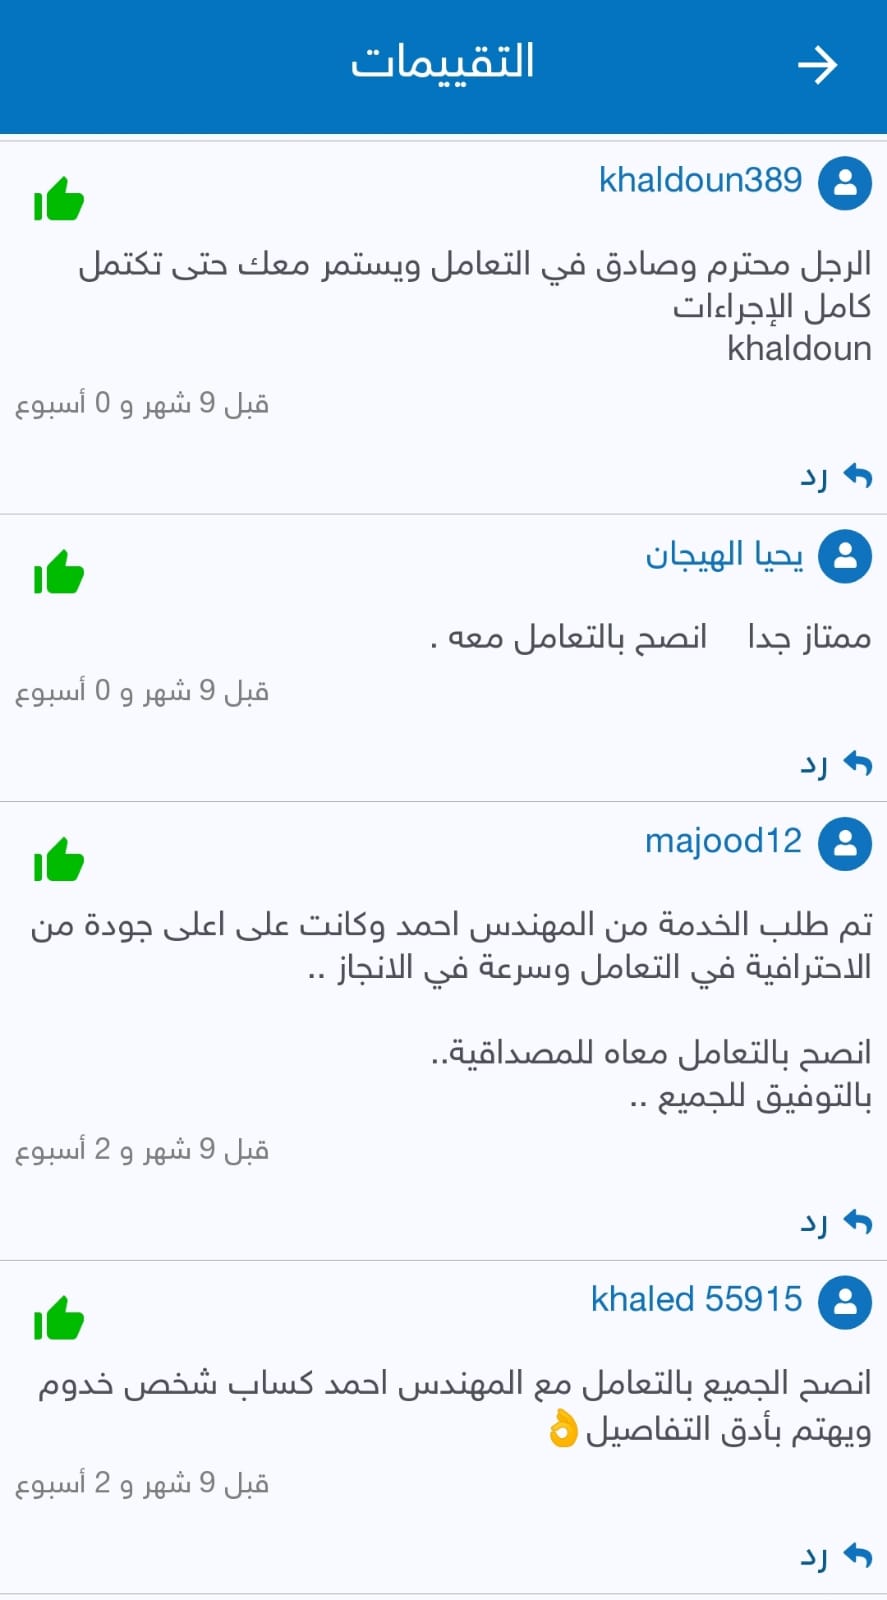 التقييمات
khaldoun389
الرجل محترم وصادق في التعامل ويستمر معك حتى تكتمل
كامل الإجراءات
khaldoun
قبل 9 شهر و 0 أسبوع
رد
يحيا الهيجان
ممتاز جدا انصح بالتعامل معه .
قبل 9 شهر و 0 أسبوع
رد
majood12
تم طلب الخدمة من المهندس احمد وكانت على اعلى جودة من
الاحترافية في التعامل وسرعة في الانجاز ..
انصح بالتعامل معاه للمصداقية..
بالتوفيق للجميع ..
قبل 9 شهر و 2 أسبوع
رد
khaled 55915
انصح الجميع بالتعامل مع المهندس احمد كساب شخص خدوم
ويهتم بأدق التفاصيل👌
قبل 9 شهر و 2 أسبوع
رد